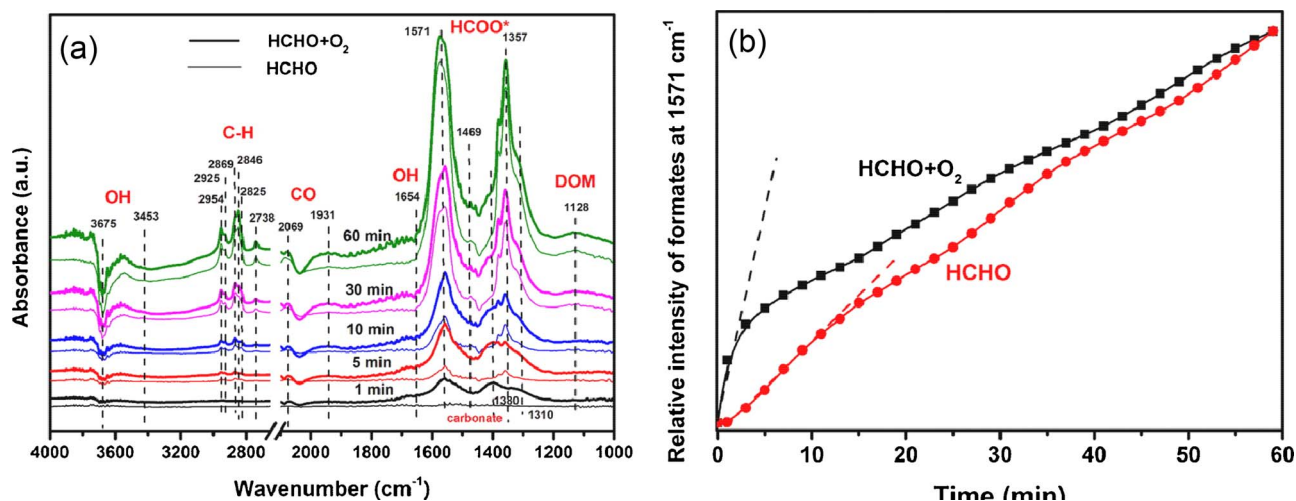 (a)
HCHO+O2
HCHO
HCOO*
1571
1357
1469
C-H
2869
2846
2925
2825
2954
2738
OH
3675
3453
CO
2069
1931
OH
1654
DOM
1128
60 min
30 min
10 min
5 min
1 min
1380
carbonate
1310
Absorbance (a.u.)
4000 3600 3200 2800 2000 1800 1600 1400 1200 1000
Wavenumber (cm-1)
(b)
HCHO+O2
HCHO
Relative intensity of formates at 1571 cm-1
0 10 20 30 40 50 60
Time (min)